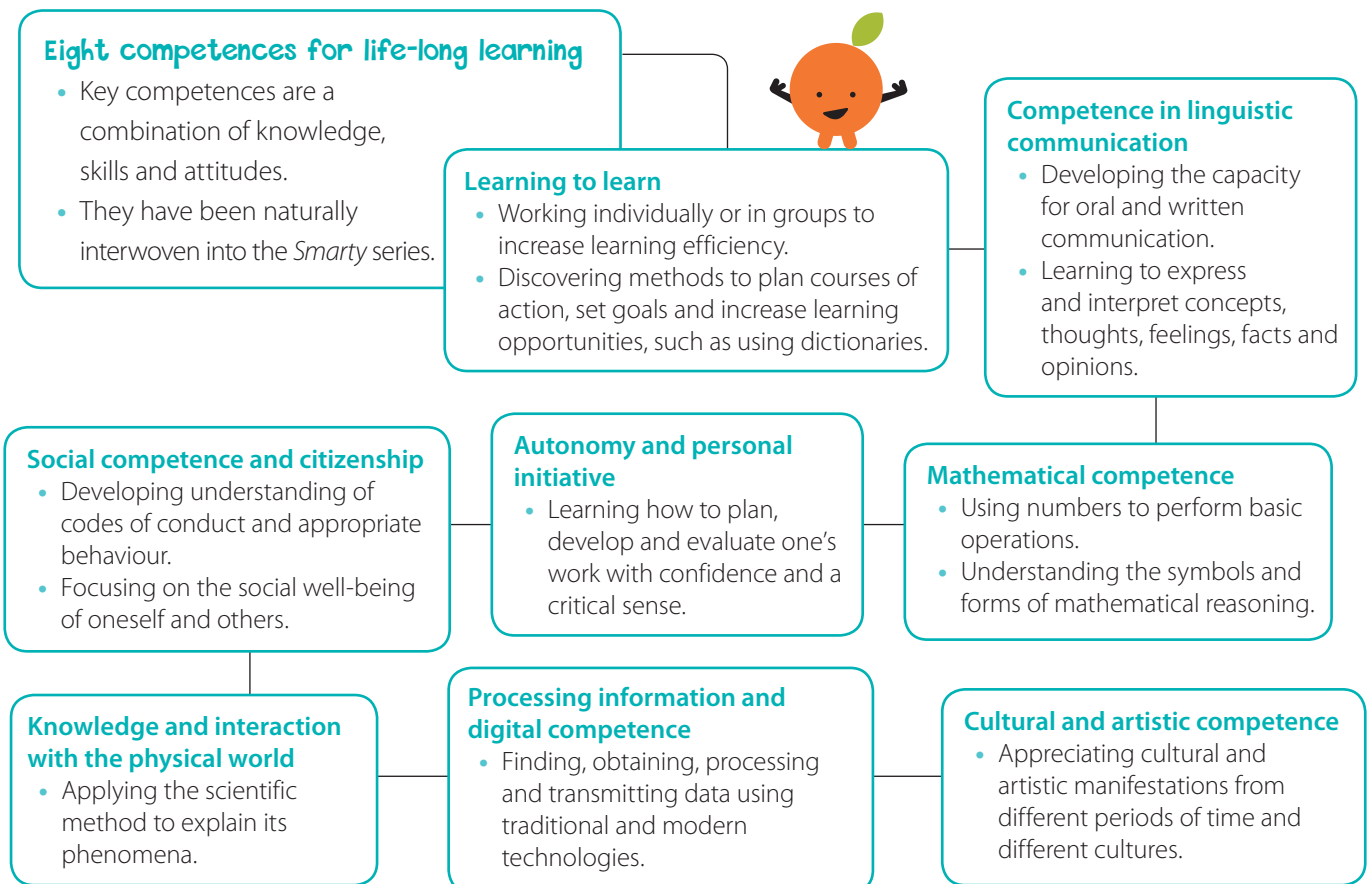 Eight competences for life-long learning
• Key competences are a
combination of knowledge,
skills and attitudes.
• They have been naturally
interwoven into the Smarty series.
Learning to learn
• Working individually or in groups to
increase learning efficiency.
• Discovering methods to plan courses of
action, set goals and increase learning
opportunities, such as using dictionaries.
Competence in linguistic
communication
• Developing the capacity
for oral and written
communication.
• Learning to express
and interpret concepts,
thoughts, feelings, facts and
opinions.
Mathematical competence
• Using numbers to perform basic
operations.
• Understanding the symbols and
forms of mathematical reasoning.
Autonomy and personal
initiative
• Learning how to plan,
develop and evaluate one’s
work with confidence and a
critical sense.
Social competence and citizenship
• Developing understanding of
codes of conduct and appropriate
behaviour.
• Focusing on the social well-being
of oneself and others.
Knowledge and interaction
with the physical world
• Applying the scientific
method to explain its
phenomena.
Processing information and
digital competence
• Finding, obtaining, processing
and transmitting data using
traditional and modern
technologies.
Cultural and artistic competence
• Appreciating cultural and
artistic manifestations from
different periods of time and
different cultures.